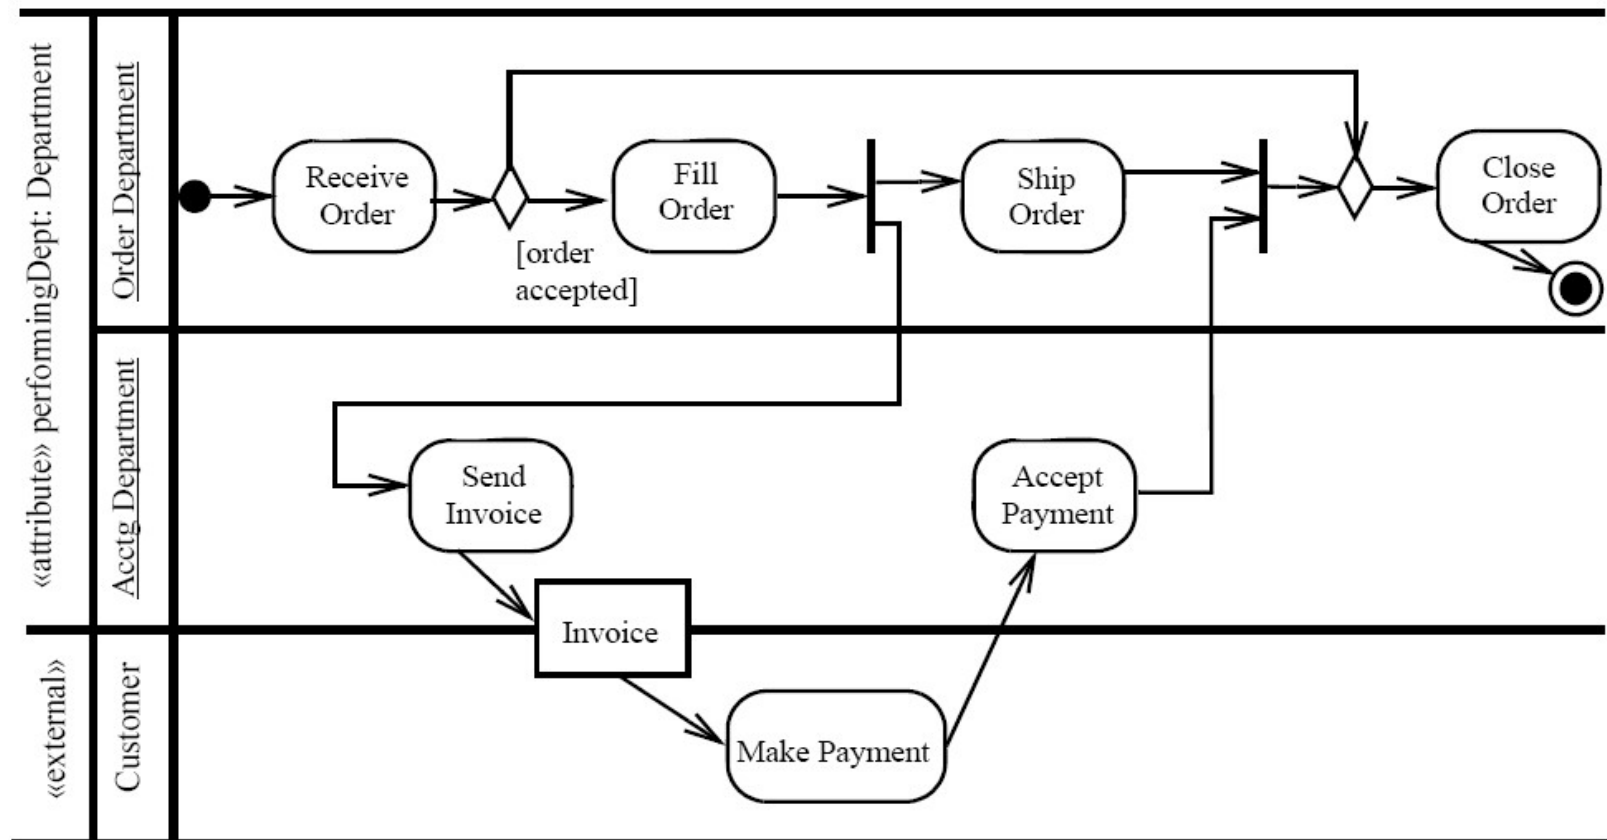 «attribute» performingDept: Department
Order Department
Receive
Order
[order
accepted]
Fill
Order
Ship
Order
Close
Order
Acctg Department
Send
Invoice
Accept
Payment
Invoice
«external»
Customer
Make Payment